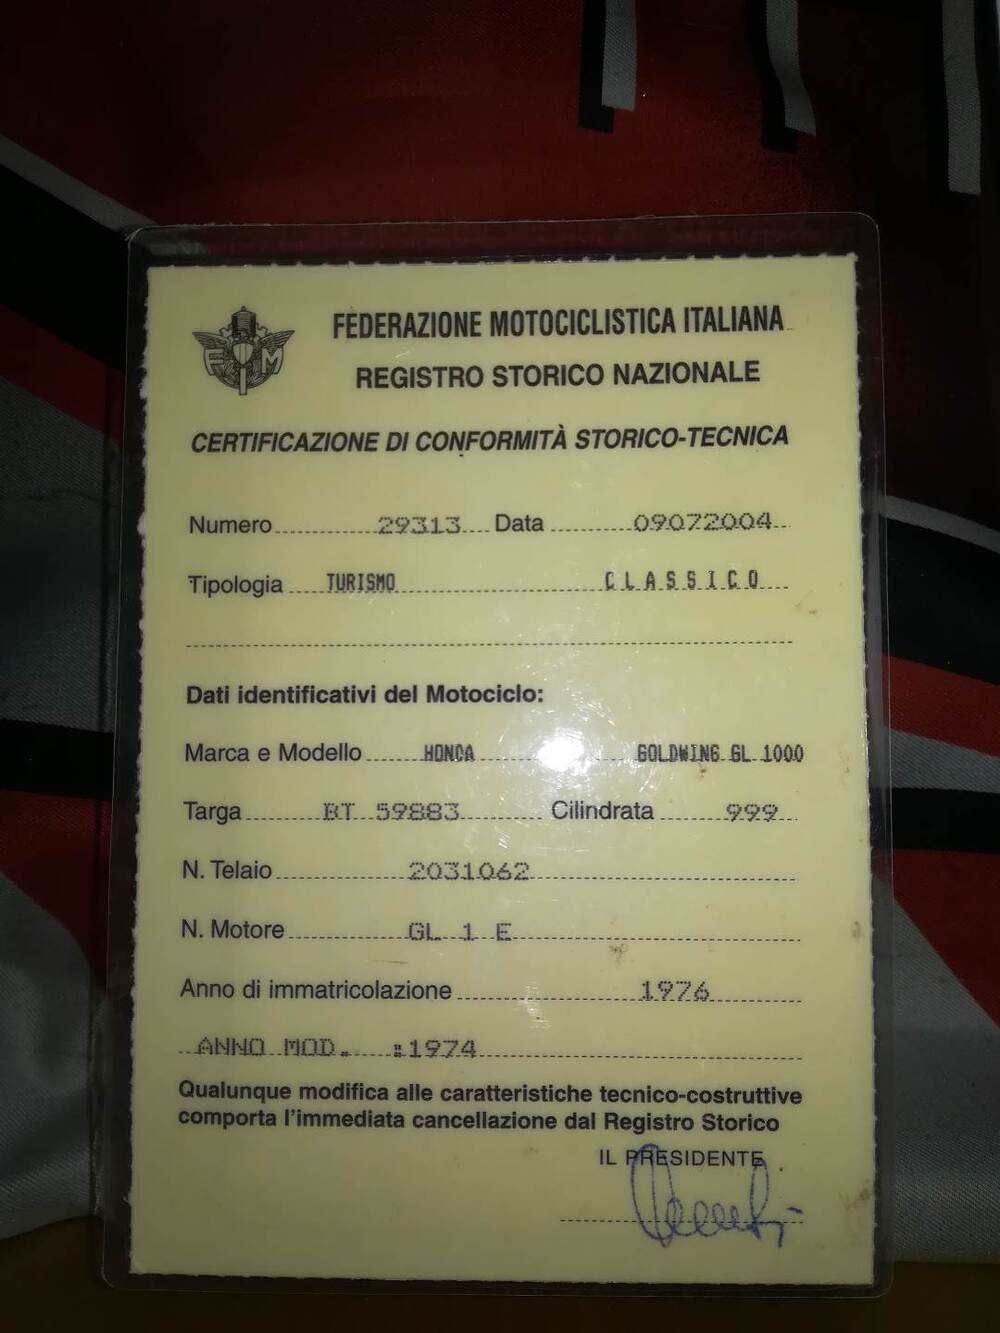 FEDERAZIONE MOTOCICLISTICA ITALIANA
F M
REGISTRO STORICO NAZIONALE
CERTIFICAZIONE DI CONFORMITÀ STORICO-TECNICA
Numero 29313 Data 09072004
Tipologia TURISMO CLASSICO
Dati identificativi del Motociclo:
Marca e Modello HONDA GOLDWING GL 1000
Targa BT 59883 Cilindrata 999
N. Telaio 2031062
N. Motore GL 1 E
Anno di immatricolazione 1976
ANNO MOD. :1974
Qualunque modifica alle caratteristiche tecnico-costruttive
comporta l'immediata cancellazione dal Registro Storico
IL PRESIDENTE